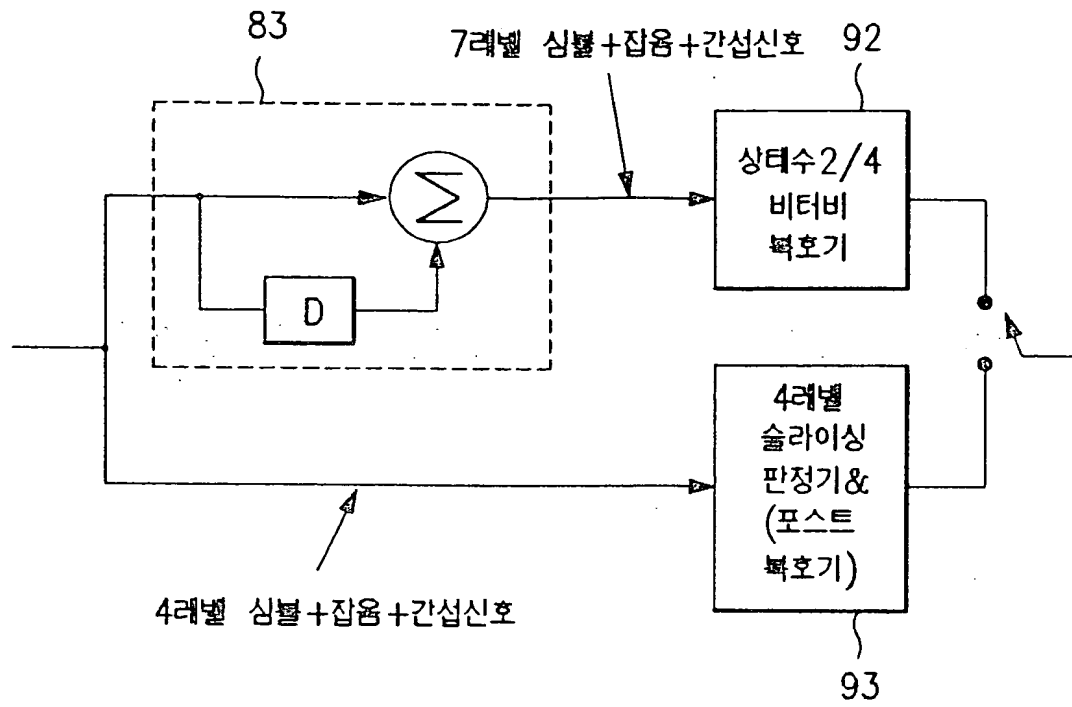 83
7레벨 심볼+잡음+간섭신호
92
상태수2/4
비터비
복호기
Σ
D
4레벨
슬라이싱
판정기&
(포스트
복호기)
4레벨 심볼+잡음+간섭신호
93